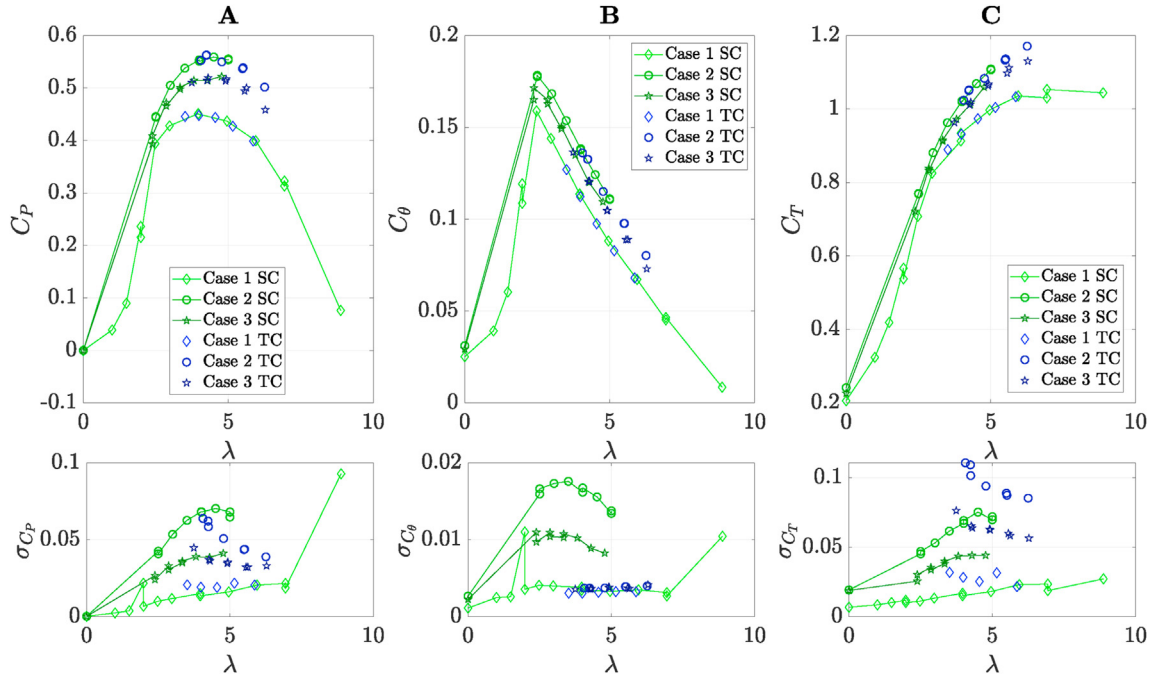 A
B
C
0.6
0.5
0.4
0.3
0.2
0.1
0
-0.1
C_P
0
5
10
λ
Case 1 SC
Case 2 SC
Case 3 SC
Case 1 TC
Case 2 TC
Case 3 TC
0.2
0.15
0.1
0.05
0
C_θ
0
5
10
λ
Case 1 SC
Case 2 SC
Case 3 SC
Case 1 TC
Case 2 TC
Case 3 TC
1.2
1
0.8
0.6
0.4
0.2
C_T
0
5
10
λ
Case 1 SC
Case 2 SC
Case 3 SC
Case 1 TC
Case 2 TC
Case 3 TC
0.1
0.05
0
σ_{C_P}
0
5
10
λ
0.02
0.01
0
σ_{C_θ}
0
5
10
λ
0.1
0.05
0
σ_{C_T}
0
5
10
λ